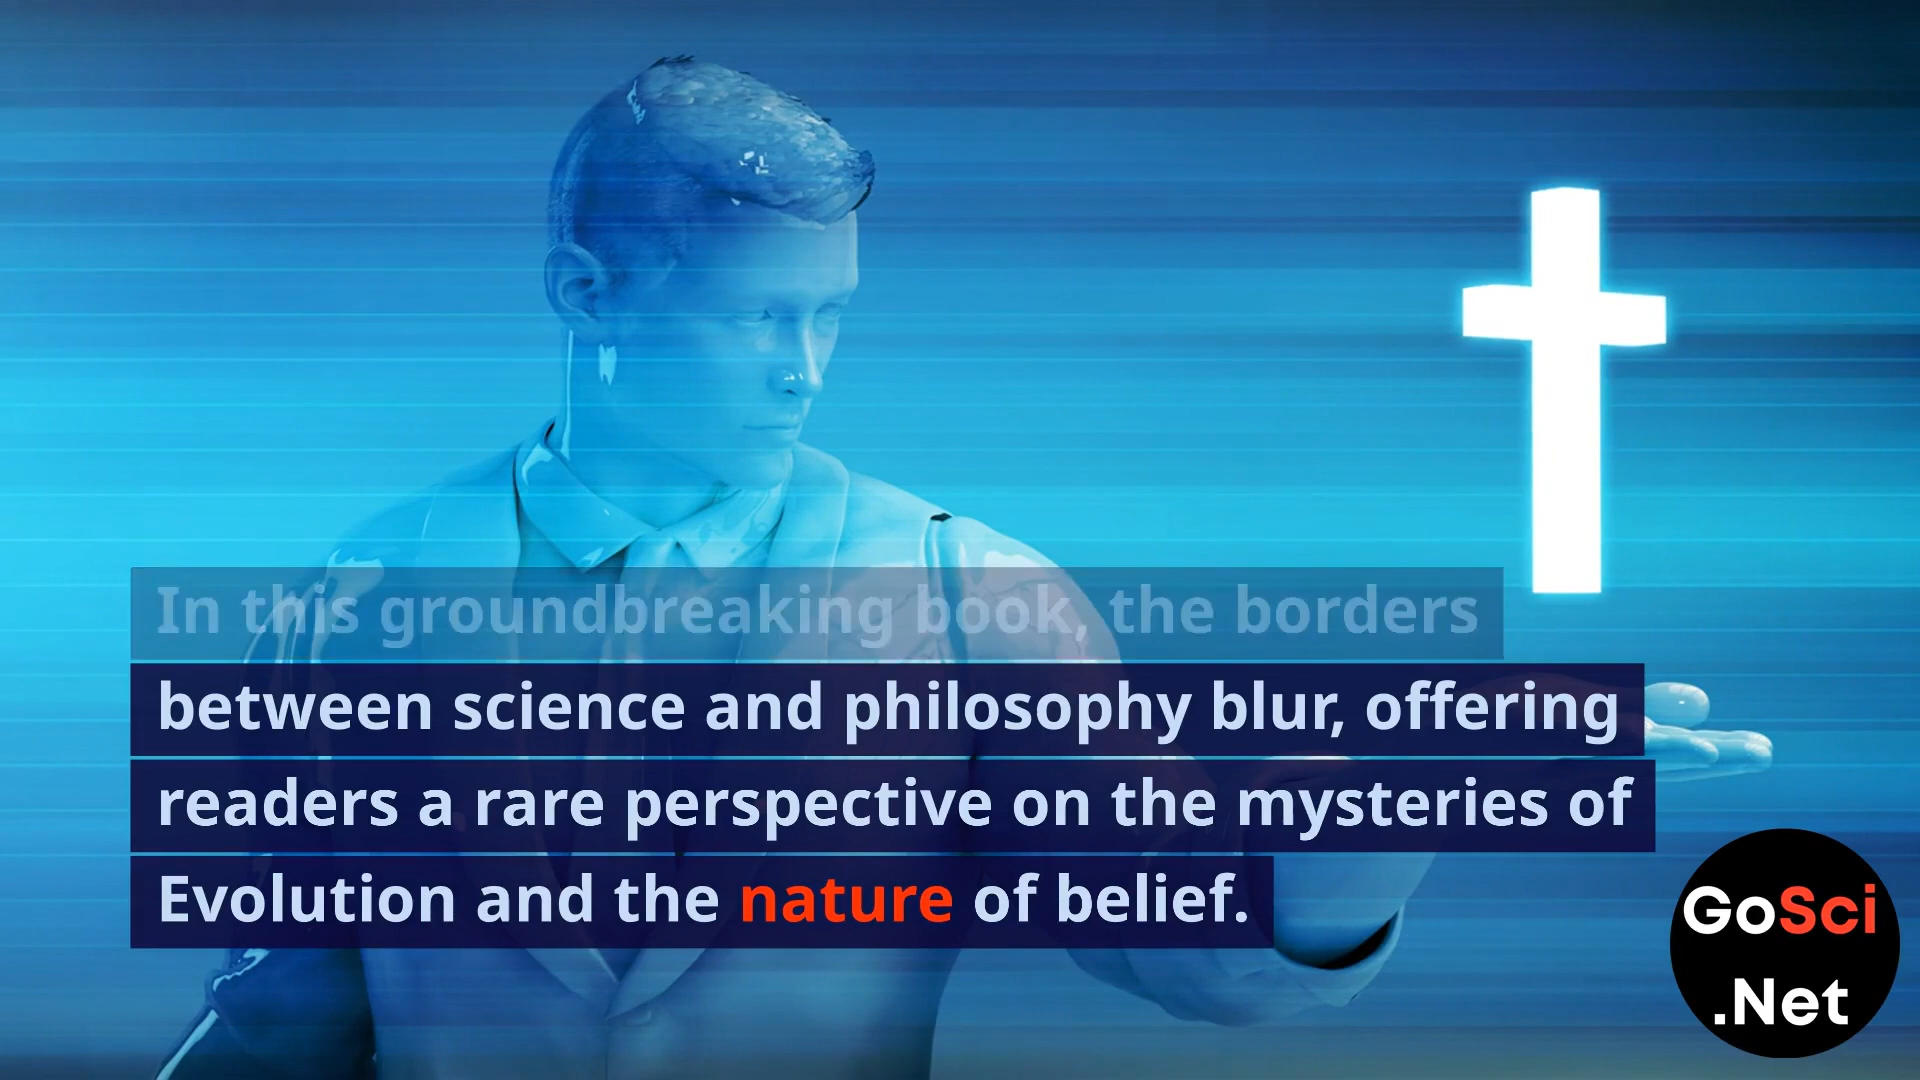 In this groundbreaking book, the borders
between science and philosophy blur, offering
readers a rare perspective on the mysteries of
Evolution and the nature of belief.
GoSci
.Net